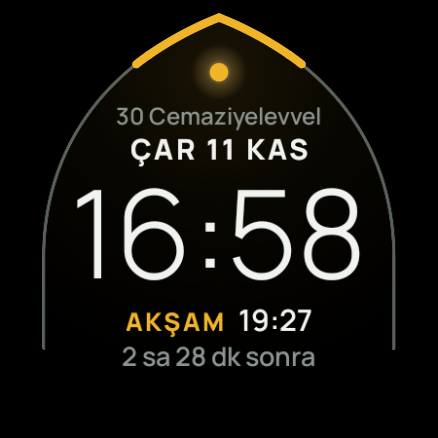 30 Cemaziyelevvel
ÇAR 11 KAS
16:58
AKŞAM 19:27
2 sa 28 dk sonra